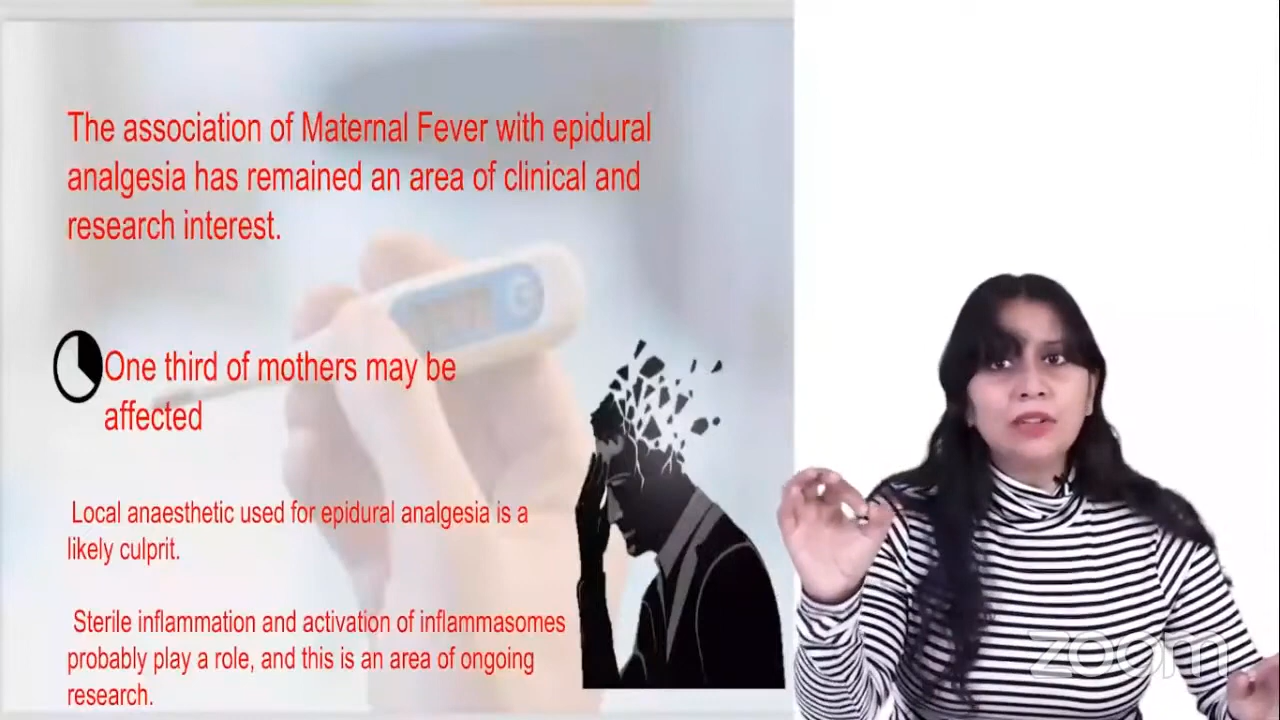 The association of Maternal Fever with epidural
analgesia has remained an area of clinical and
research interest.
One third of mothers may be
affected
Local anaesthetic used for epidural analgesia is a
likely culprit.
Sterile inflammation and activation of inflammasomes
probably play a role, and this is an area of ongoing
research.
zoom